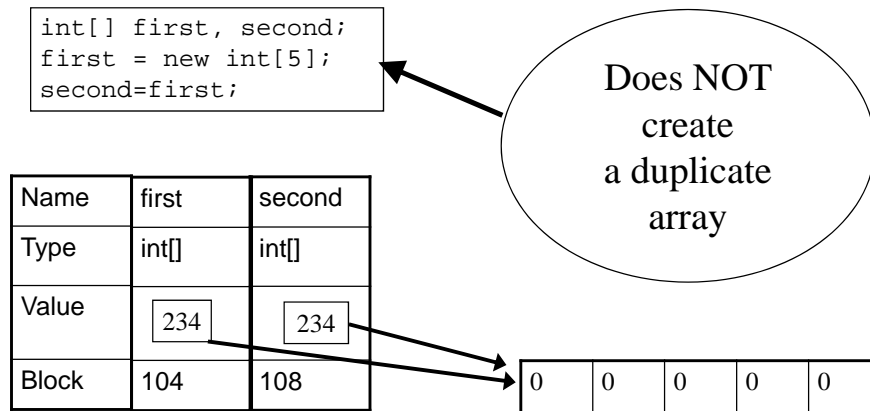 int[] first, second;
first = new int[5];
second=first;
Does NOT
create
a duplicate
array
Name first second
Type int[] int[]
Value 234 234
Block 104 108
0 0 0 0 0